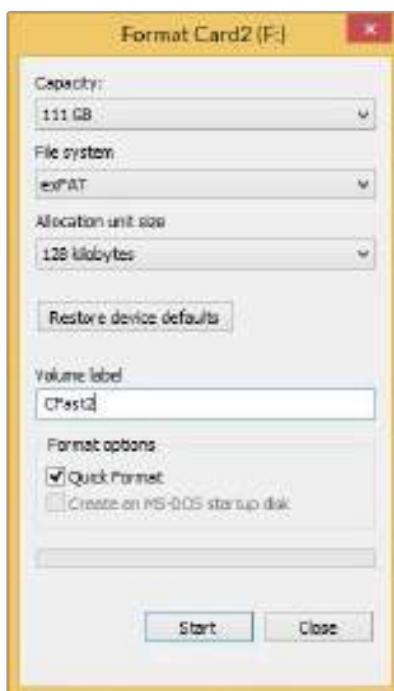 Format Card2 (F:)
Capacity:
111 GB
File system
exFAT
Allocation unit size
128 kilobytes
Restore device defaults
Volume label
CFast2
Format options
Quick Format
Create an MS-DOS startup disk
Start
Close